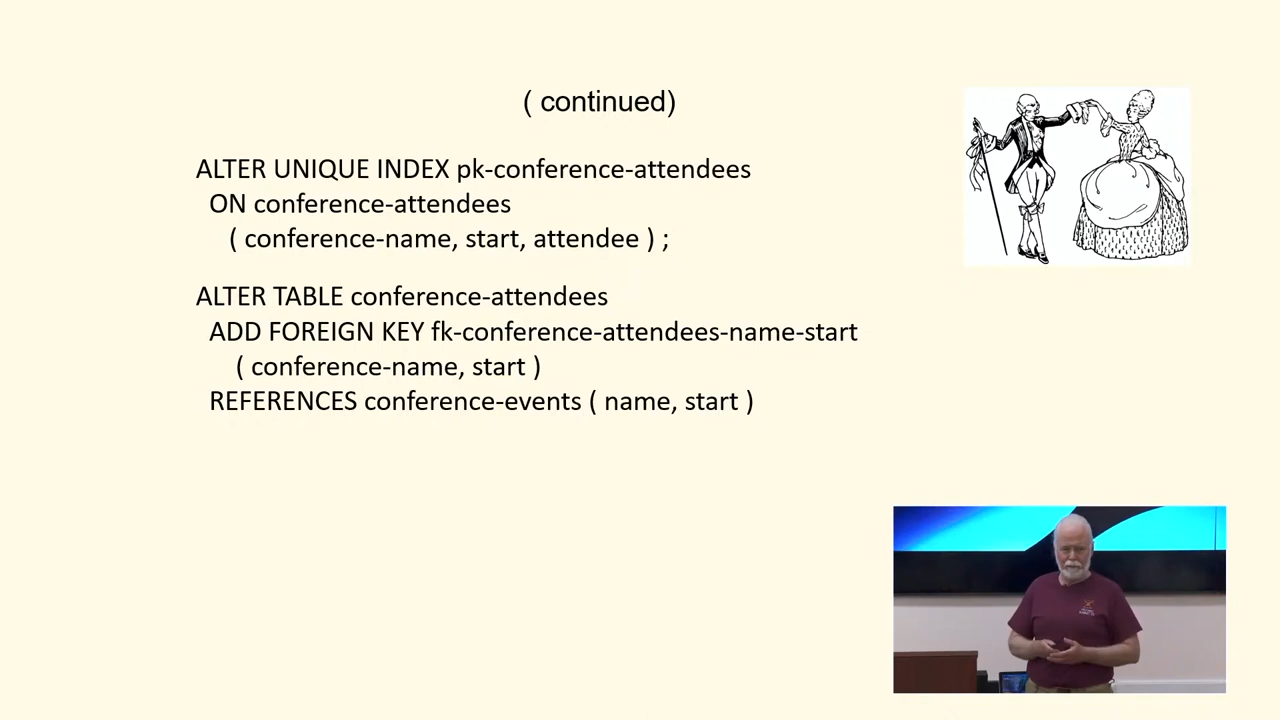 ( continued)
ALTER UNIQUE INDEX pk-conference-attendees
ON conference-attendees
( conference-name, start, attendee ) ;
ALTER TABLE conference-attendees
ADD FOREIGN KEY fk-conference-attendees-name-start
( conference-name, start )
REFERENCES conference-events ( name, start )